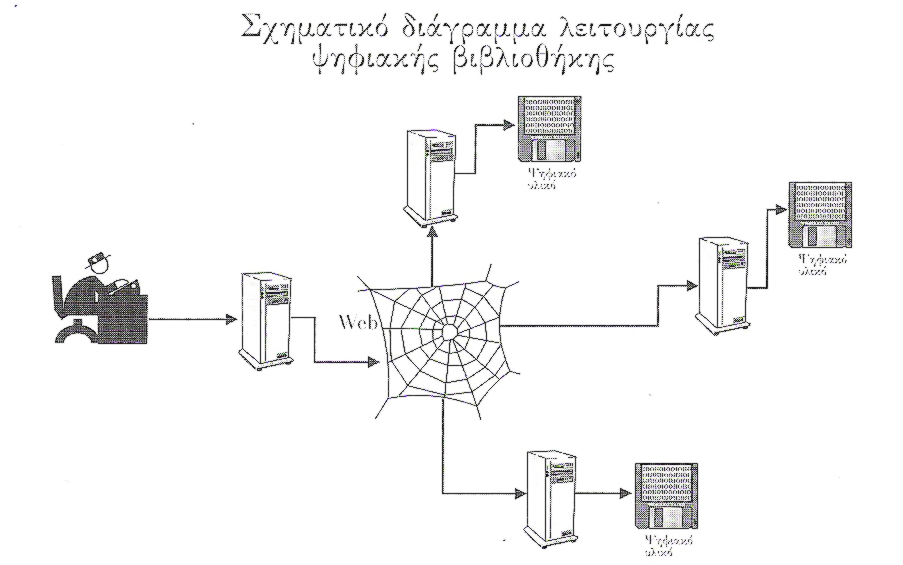 Σχηματικό διάγραμμα λειτουργίας
ψηφιακής βιβλιοθήκης
Ψηφιακό
υλικό
Ψηφιακό
υλικό
Web
Ψηφιακό
υλικό